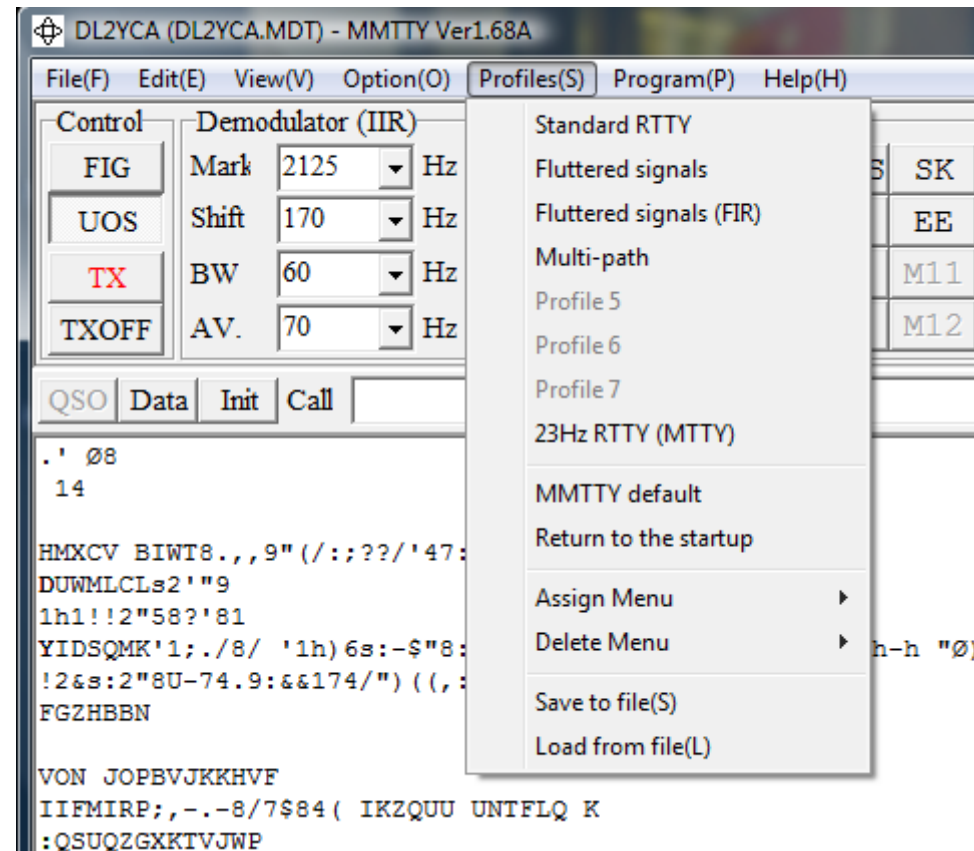 DL2YCA (DL2YCA.MDT) - MMTTY Ver1.68A
File(F) Edit(E) View(V) Option(O) Profiles(S) Program(P) Help(H)
Control Demodulator (IIR)
FIG Mark 2125 Hz
UOS Shift 170 Hz
TX BW 60 Hz
TXOFF AV. 70 Hz
S SK
EE
M11
M12
QSO Data Init Call
Standard RTTY
Fluttered signals
Fluttered signals (FIR)
Multi-path
Profile 5
Profile 6
Profile 7
23Hz RTTY (MTTY)
MMTTY default
Return to the startup
Assign Menu
Delete Menu
Save to file(S)
Load from file(L)
.' Ø8
14
HMXCV BIWT8.,,9"(/:;??/'47:
DUWMLCLs2'"9
1h1!!2"58?'81
YIDSQMK'1;./8/ '1h)6s:-$"8: h-h "Ø)
!2&s:2"8U-74.9:&&174/")((,:
FGZHBBN
VON JOPBVJKKHVF
IIFMIRP;,-.-8/7$84( IKZQUU UNTFLQ K
:QSUQZGXKTVJWP